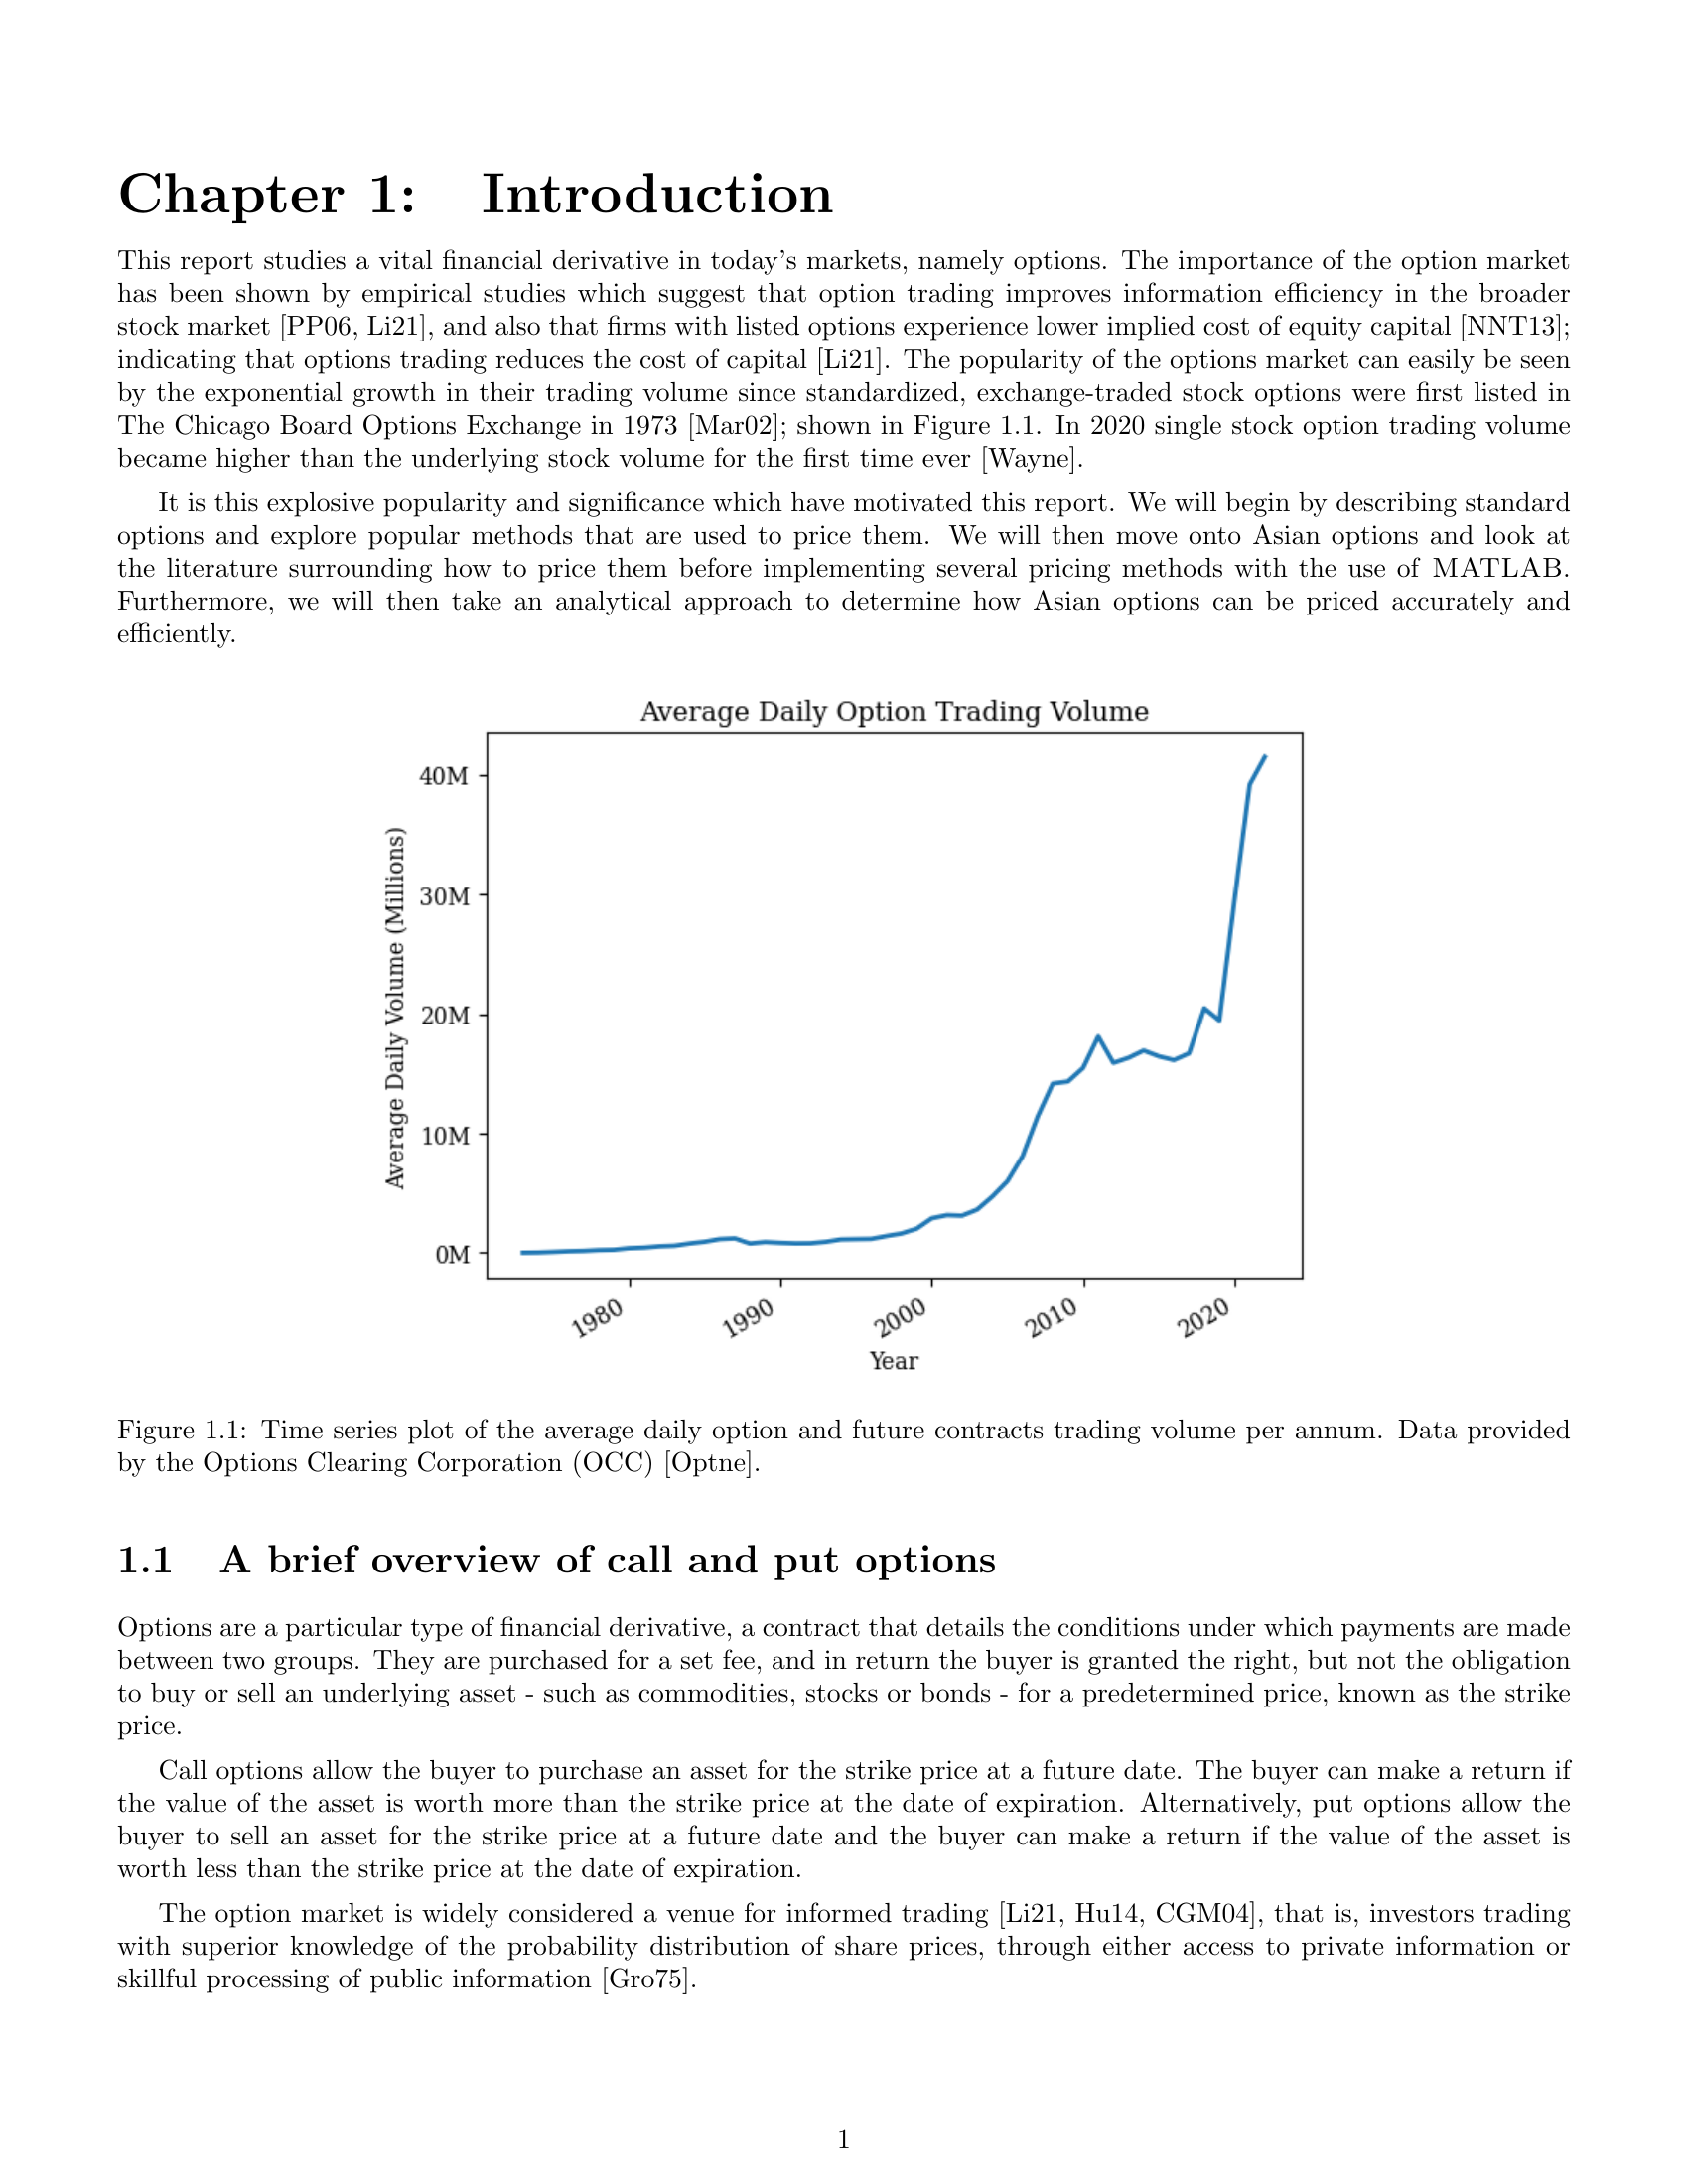 Chapter 1: Introduction
This report studies a vital financial derivative in today's markets, namely options. The importance of the option market
has been shown by empirical studies which suggest that option trading improves information efficiency in the broader
stock market [PP06, Li21], and also that firms with listed options experience lower implied cost of equity capital [NNT13];
indicating that options trading reduces the cost of capital [Li21]. The popularity of the options market can easily be seen
by the exponential growth in their trading volume since standardized, exchange-traded stock options were first listed in
The Chicago Board Options Exchange in 1973 [Mar02]; shown in Figure 1.1. In 2020 single stock option trading volume
became higher than the underlying stock volume for the first time ever [Wayne].
It is this explosive popularity and significance which have motivated this report. We will begin by describing standard
options and explore popular methods that are used to price them. We will then move onto Asian options and look at
the literature surrounding how to price them before implementing several pricing methods with the use of MATLAB.
Furthermore, we will then take an analytical approach to determine how Asian options can be priced accurately and
efficiently.
Average Daily Option Trading Volume
Average Daily Volume (Millions)
40M
30M
20M
10M
0M
1980
1990
2000
2010
2020
Year
Figure 1.1: Time series plot of the average daily option and future contracts trading volume per annum. Data provided
by the Options Clearing Corporation (OCC) [Optne].
1.1 A brief overview of call and put options
Options are a particular type of financial derivative, a contract that details the conditions under which payments are made
between two groups. They are purchased for a set fee, and in return the buyer is granted the right, but not the obligation
to buy or sell an underlying asset - such as commodities, stocks or bonds - for a predetermined price, known as the strike
price.
Call options allow the buyer to purchase an asset for the strike price at a future date. The buyer can make a return if
the value of the asset is worth more than the strike price at the date of expiration. Alternatively, put options allow the
buyer to sell an asset for the strike price at a future date and the buyer can make a return if the value of the asset is
worth less than the strike price at the date of expiration.
The option market is widely considered a venue for informed trading [Li21, Hu14, CGM04], that is, investors trading
with superior knowledge of the probability distribution of share prices, through either access to private information or
skillful processing of public information [Gro75].
1